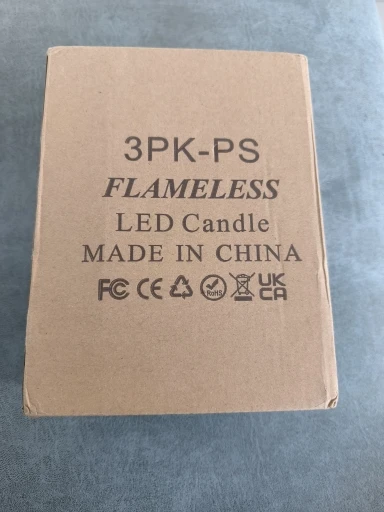 3PK-PS
FLAMELESS
LED Candle
MADE IN CHINA
FC CE RoHS UK
CA